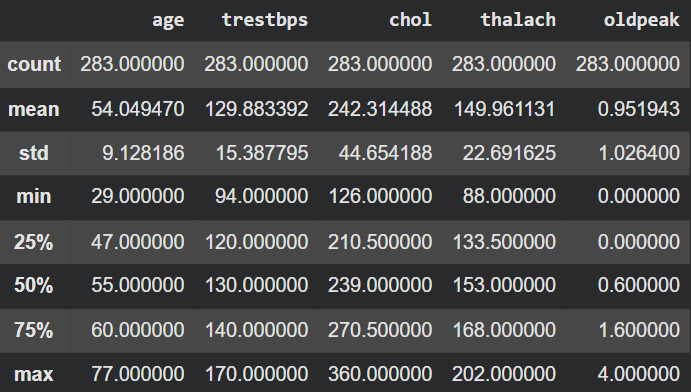 age trestbps chol thalach oldpeak
count 283.000000 283.000000 283.000000 283.000000 283.000000
mean 54.049470 129.883392 242.314488 149.961131 0.951943
std 9.128186 15.387795 44.654188 22.691625 1.026400
min 29.000000 94.000000 126.000000 88.000000 0.000000
25% 47.000000 120.000000 210.500000 133.500000 0.000000
50% 55.000000 130.000000 239.000000 153.000000 0.600000
75% 60.000000 140.000000 270.500000 168.000000 1.600000
max 77.000000 170.000000 360.000000 202.000000 4.000000